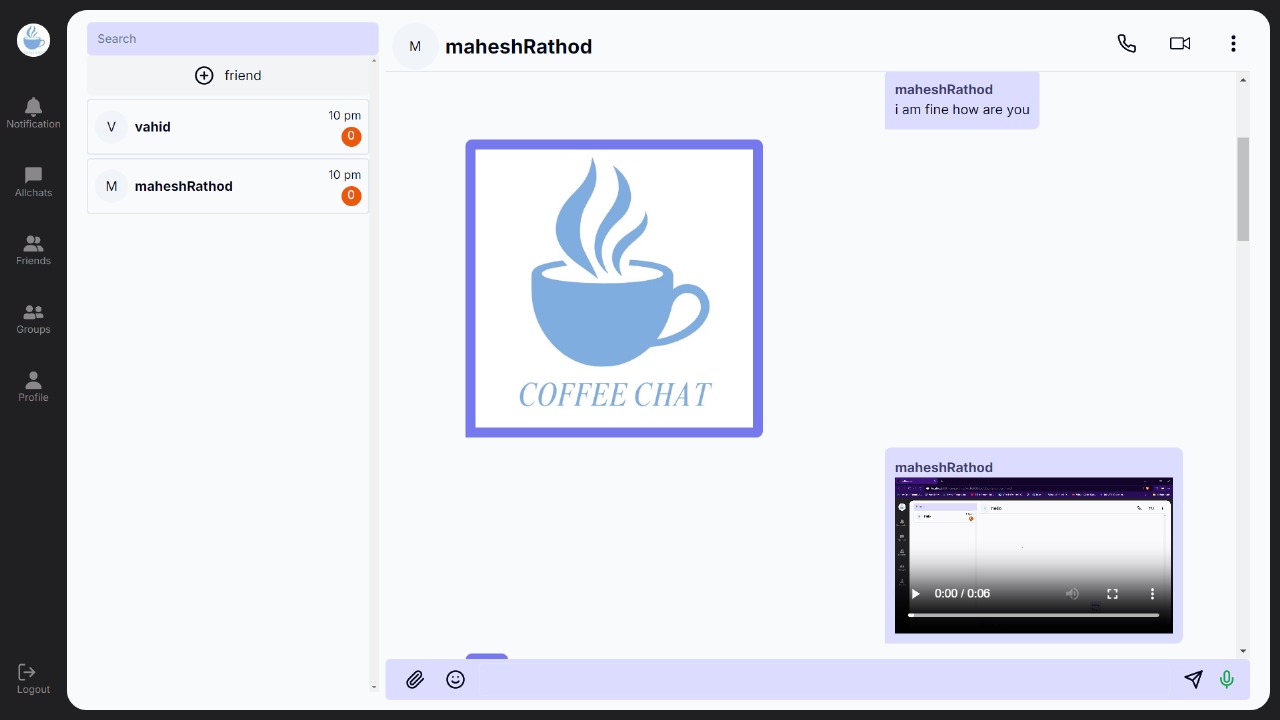 Search
M maheshRathod
friend
V vahid 10 pm
0
M maheshRathod 10 pm
0
Notification
Allchats
Friends
Groups
Profile
Logout
maheshRathod
i am fine how are you
COFFEE CHAT
maheshRathod
0:00 / 0:06